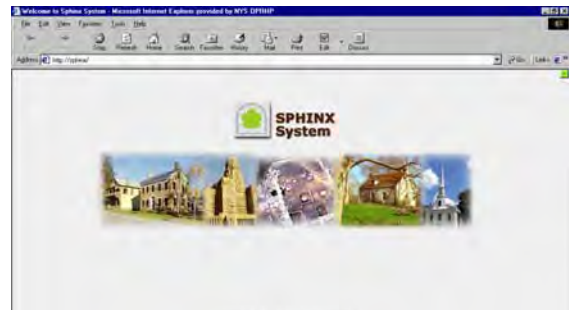 Welcome to Sphinx System - Microsoft Internet Explorer provided by NYS OPRHP
File Edit View Favorites Tools Help
Stop Refresh Home Search Favorites History Mail Print Edit Discuss
Address http://sphinx/ Go Links
SPHINX
System